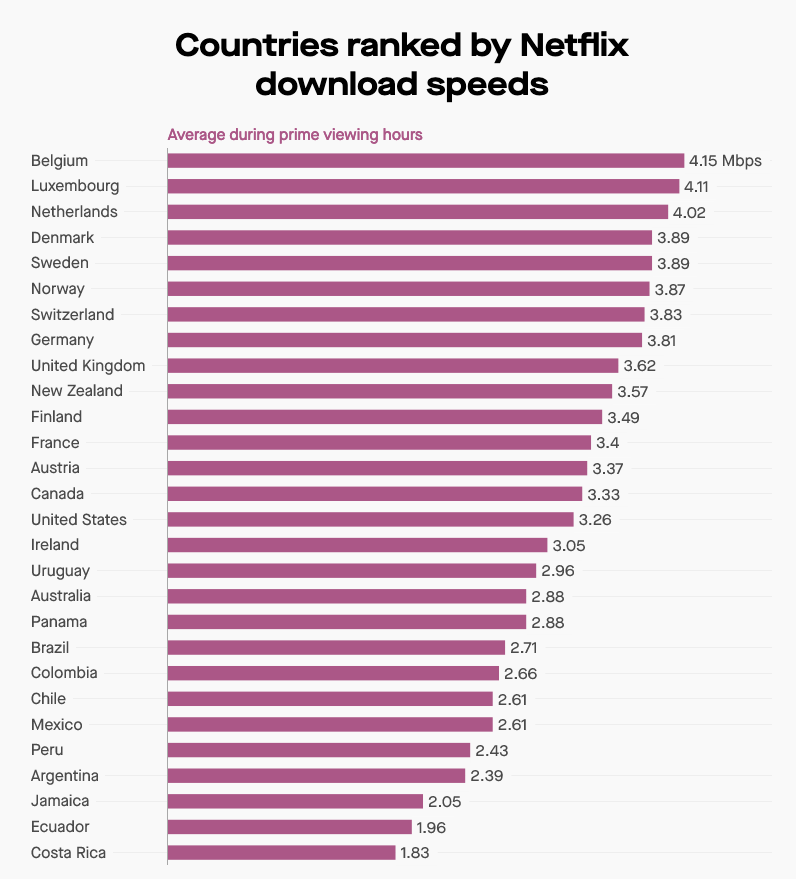 Countries ranked by Netflix
download speeds
Average during prime viewing hours
Belgium 4.15 Mbps
Luxembourg 4.11
Netherlands 4.02
Denmark 3.89
Sweden 3.89
Norway 3.87
Switzerland 3.83
Germany 3.81
United Kingdom 3.62
New Zealand 3.57
Finland 3.49
France 3.4
Austria 3.37
Canada 3.33
United States 3.26
Ireland 3.05
Uruguay 2.96
Australia 2.88
Panama 2.88
Brazil 2.71
Colombia 2.66
Chile 2.61
Mexico 2.61
Peru 2.43
Argentina 2.39
Jamaica 2.05
Ecuador 1.96
Costa Rica 1.83